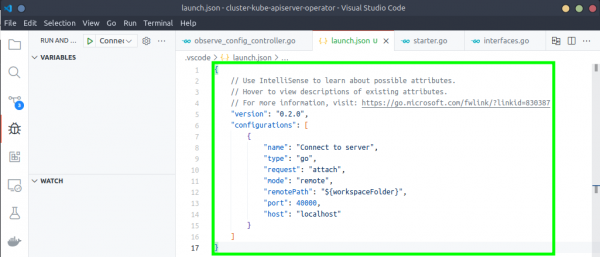 launch.json - cluster-kube-apiserver-operator - Visual Studio Code
File Edit Selection View Go Run Terminal Help
RUN AND ... Connec
observe_config_controller.go
launch.json U
starter.go
interfaces.go
.vscode > launch.json > ...
VARIABLES
WATCH
3
1 {
2 // Use IntelliSense to learn about possible attributes.
3 // Hover to view descriptions of existing attributes.
4 // For more information, visit: https://go.microsoft.com/fwlink/?linkid=830387
5 "version": "0.2.0",
6 "configurations": [
7 {
8 "name": "Connect to server",
9 "type": "go",
10 "request": "attach",
11 "mode": "remote",
12 "remotePath": "${workspaceFolder}",
13 "port": 40000,
14 "host": "localhost"
15 }
16 ]
17 }